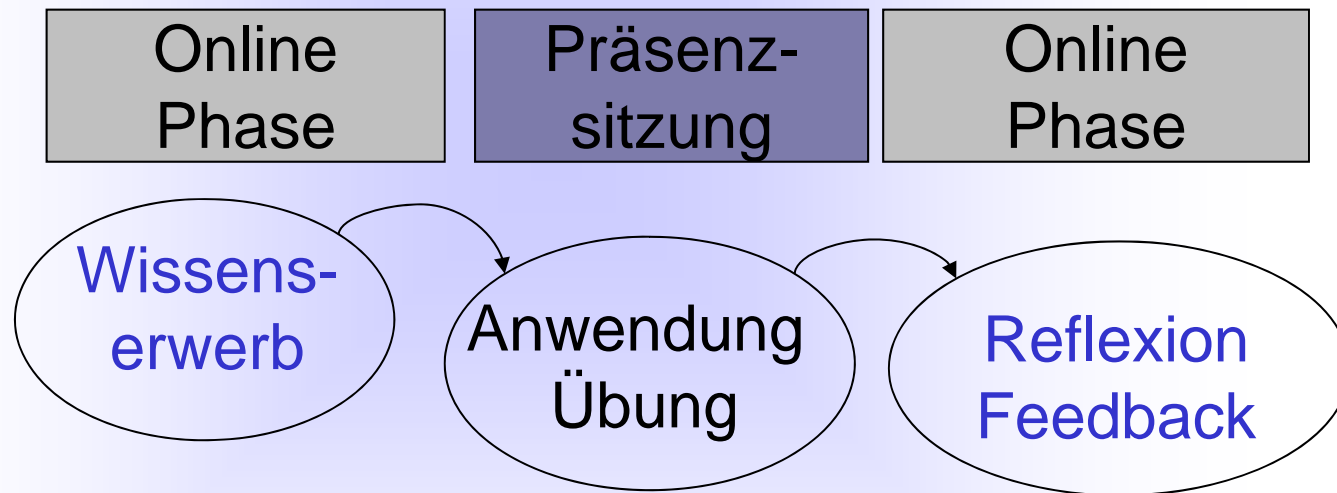 Online
Phase
Präsenz-
sitzung
Online
Phase
Wissens-
erwerb
Anwendung
Übung
Reflexion
Feedback